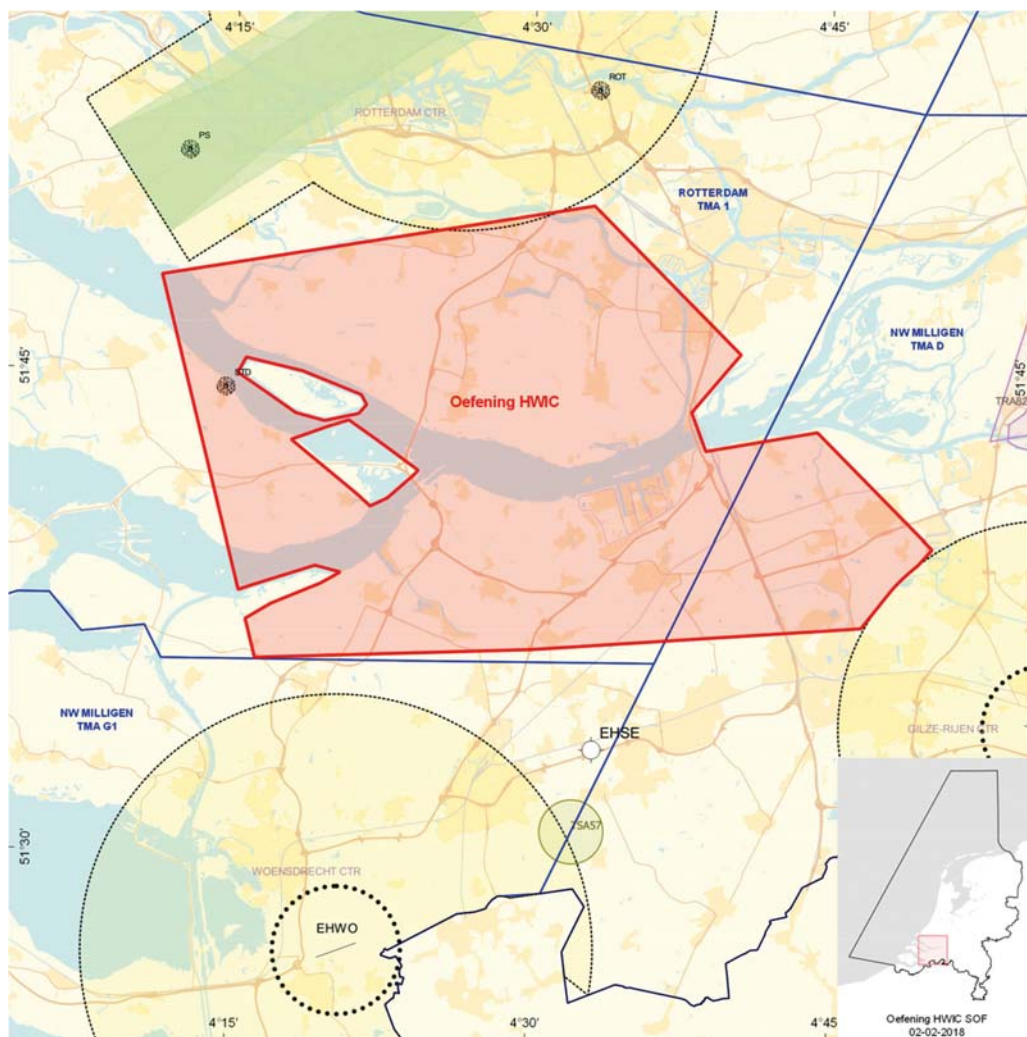 4°15'
4°30'
4°45'
ROT
ROTTERDAM CTR
PS
ROTTERDAM
TMA 1
NW MILLIGEN
TMA D
51°45'
51°45'
TRA82
Oefening HWIC
NW MILLIGEN
TMA G1
EHSE
GILZE-RIJEN CTR
TSA57
51°30'
WOENSDRECHT CTR
EHWO
4°15'
4°30'
4°45'
Oefening HWIC SOF
02-02-2018